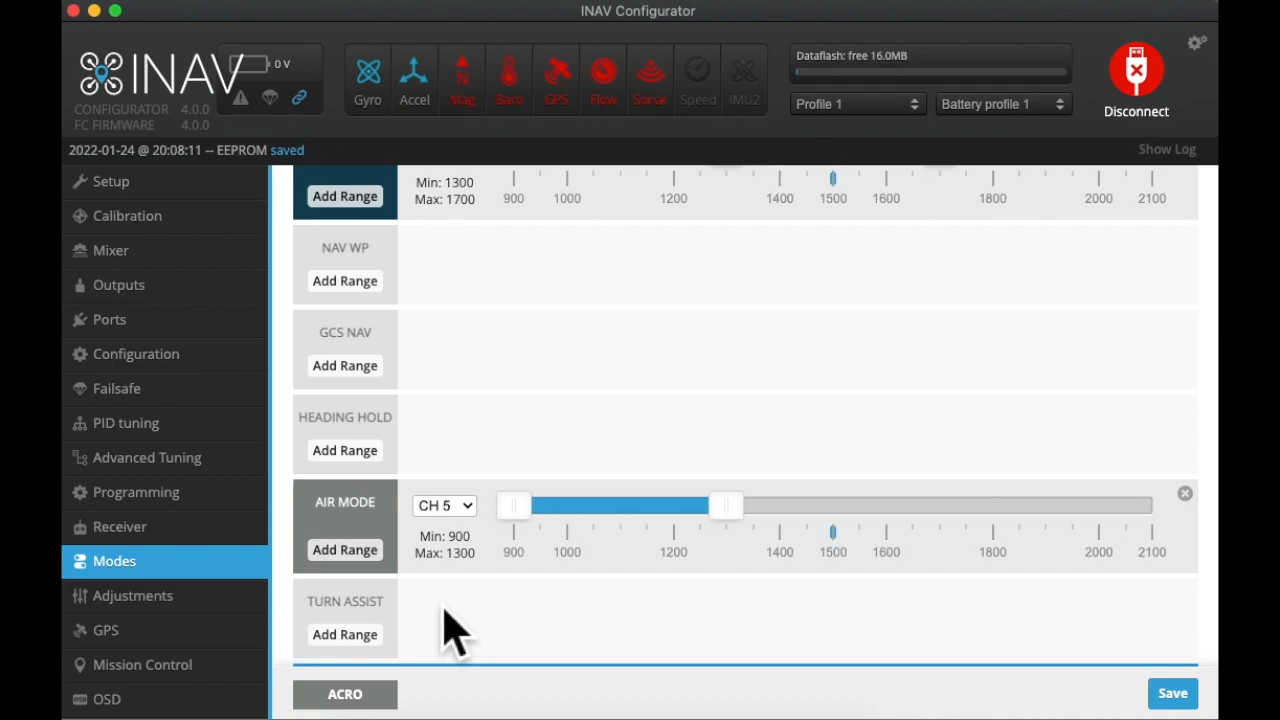 INAV Configurator
INAV
CONFIGURATOR 4.0.0
FC FIRMWARE 4.0.0
0 V
Gyro
Accel
Mag
Baro
GPS
Flow
Sonar
Speed
IMU2
Dataflash: free 16.0MB
Profile 1
Battery profile 1
Disconnect
2022-01-24 @ 20:08:11 -- EEPROM saved
Show Log
Setup
Calibration
Mixer
Outputs
Ports
Configuration
Failsafe
PID tuning
Advanced Tuning
Programming
Receiver
Modes
Adjustments
GPS
Mission Control
OSD
Add Range
Min: 1300
Max: 1700
900 1000 1200 1400 1500 1600 1800 2000 2100
NAV WP
Add Range
GCS NAV
Add Range
HEADING HOLD
Add Range
AIR MODE
Add Range
CH 5
Min: 900
Max: 1300
900 1000 1200 1400 1500 1600 1800 2000 2100
TURN ASSIST
Add Range
ACRO
Save